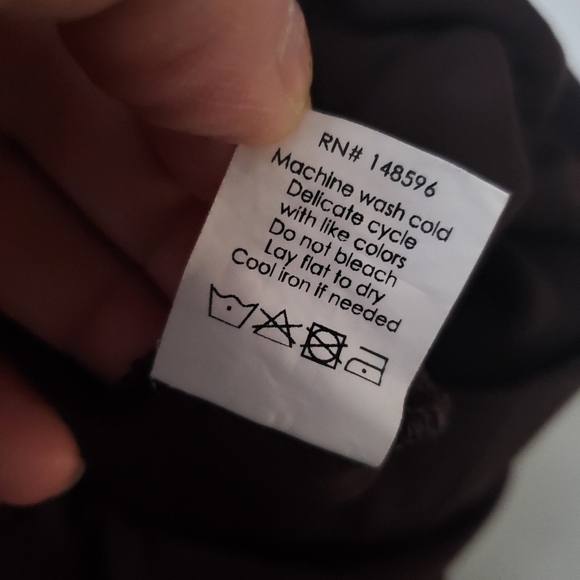 RN# 148596
Machine wash cold
Delicate cycle
with like colors
Do not bleach
Lay flat to dry
Cool iron if needed